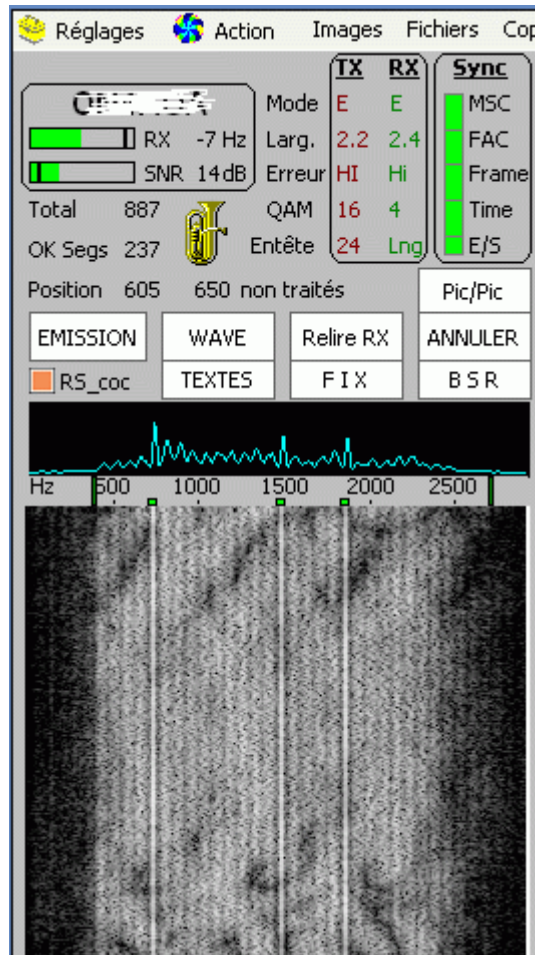 Réglages Action Images Fichiers Cop
TX RX Sync
Mode E E MSC
RX -7 Hz Larg. 2.2 2.4 FAC
SNR 14dB Erreur HI Hi Frame
Total 887 QAM 16 4 Time
OK Segs 237 Entête 24 Lng E/S
Position 605 650 non traités Pic/Pic
EMISSION WAVE Relire RX ANNULER
RS_coc TEXTES F I X B S R
Hz 500 1000 1500 2000 2500